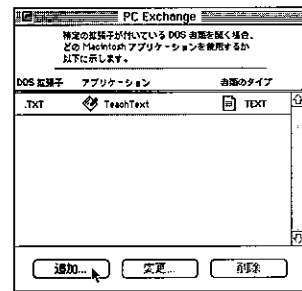 PC Exchange
特定の拡張子が付いている DOS 書類を開く場合、
どの Macintosh アプリケーションを使用するか
以下に示します。
DOS 拡張子 アプリケーション 書類のタイプ
.TXT TeachText TEXT
追加... 変更... 削除